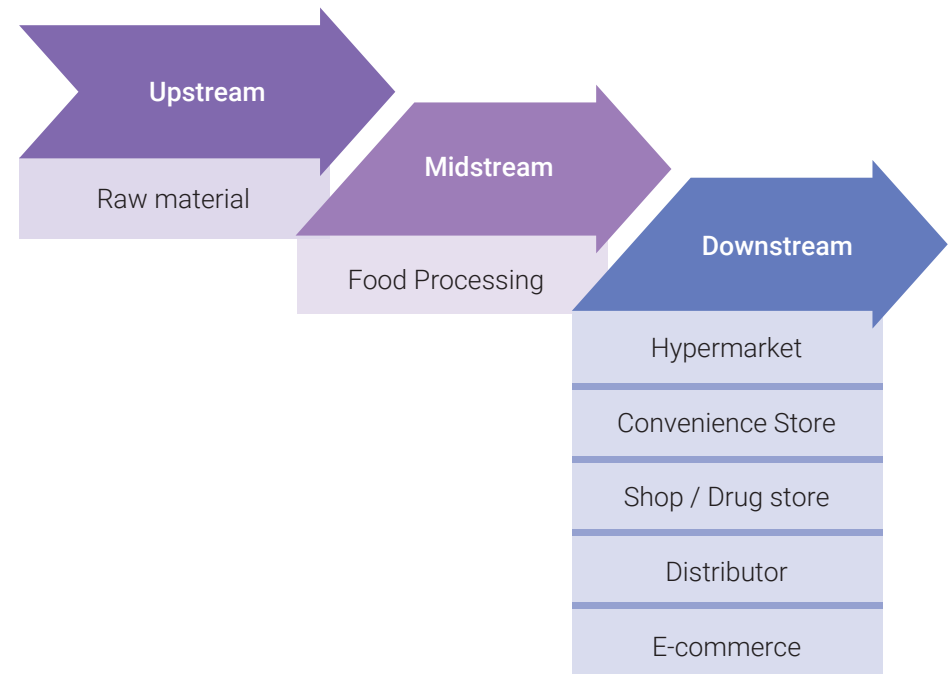 Upstream
Raw material
Midstream
Food Processing
Downstream
Hypermarket
Convenience Store
Shop / Drug store
Distributor
E-commerce